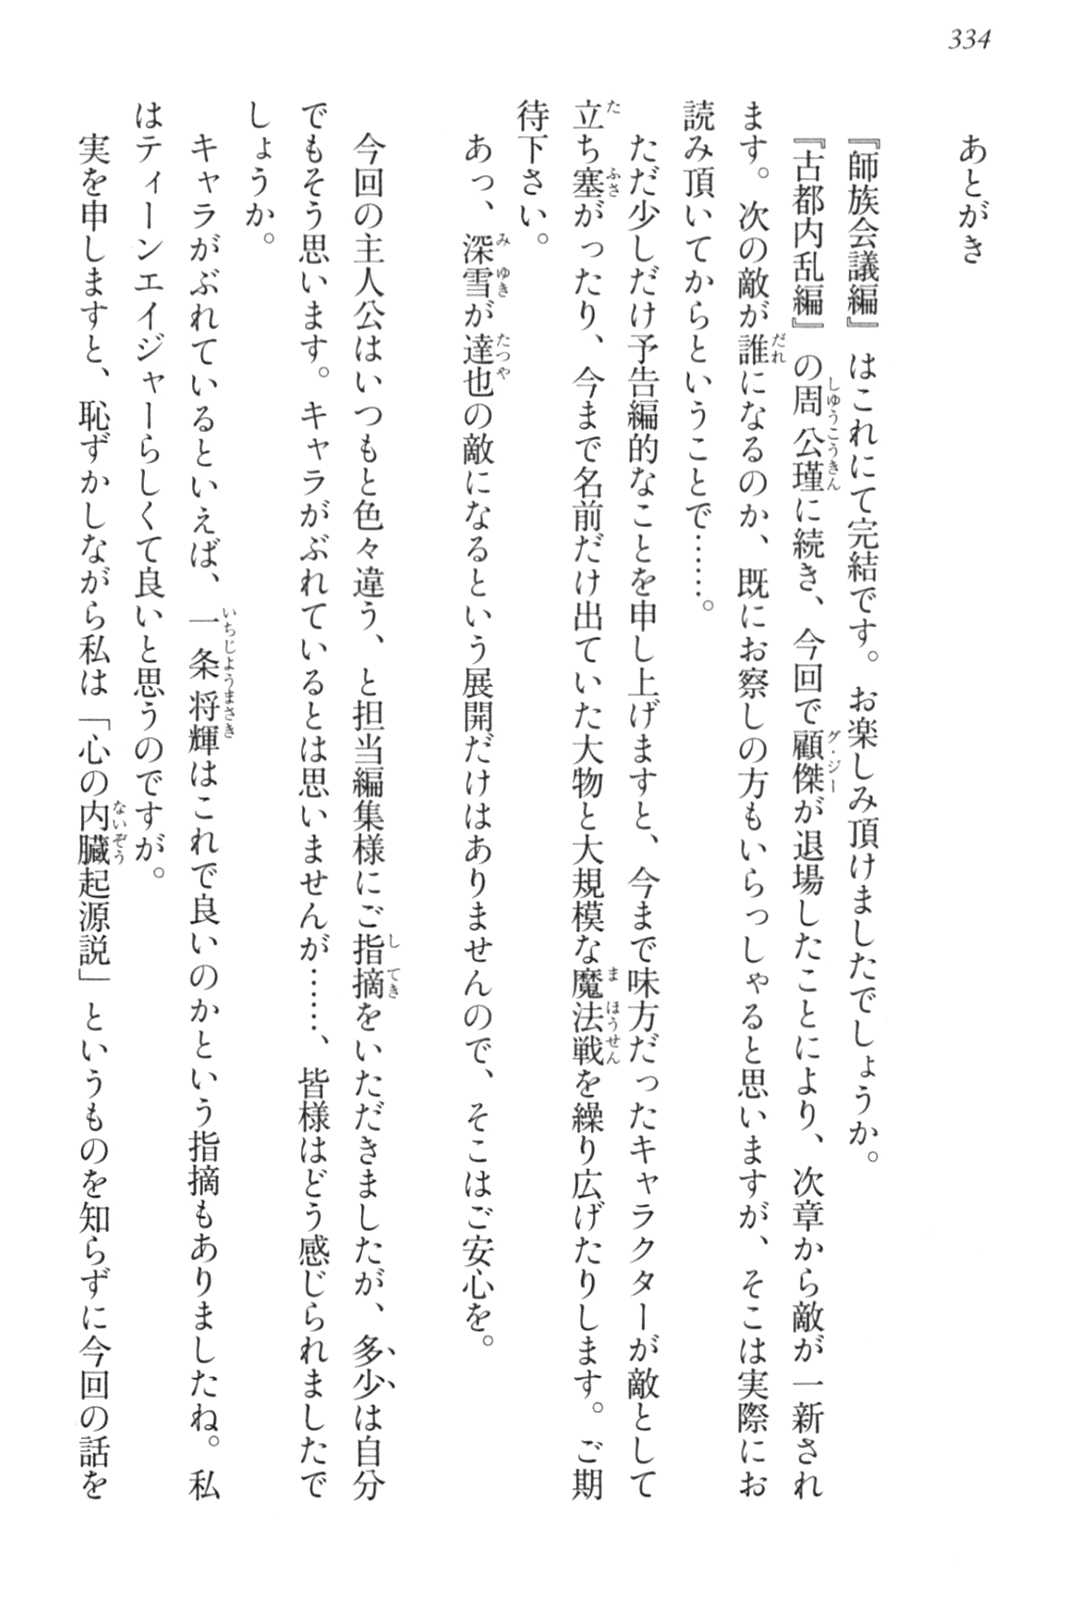 334
あとがき
『師族会議編』はこれにて完結です。お楽しみ頂けましたでしょうか。
『古都内乱編』の周公瑾に続き、今回で顧傑が退場したことにより、次章から敵が一新され
ます。次の敵が誰になるのか、既にお察しの方もいらっしゃると思いますが、そこは実際にお
読み頂いてからということで……。
ただ少しだけ予告編的なことを申し上げますと、今まで味方だったキャラクターが敵として
立ち塞がったり、今まで名前だけ出ていた大物と大規模な魔法戦を繰り広げたりします。ご期
待下さい。
あっ、深雪が達也の敵になるという展開だけはありませんので、そこはご安心を。
今回の主人公はいつもと色々違う、と担当編集様にご指摘をいただきましたが、多少は自分
でもそう思います。キャラがぶれているとは思いませんが……、皆様はどう感じられましたで
しょうか。
キャラがぶれているといえば、一条将輝はこれで良いのかという指摘もありましたね。私
はティーンエイジャーらしくて良いと思うのですが。
実を申しますと、恥ずかしながら私は「心の内臓起源説」というものを知らずに今回の話を